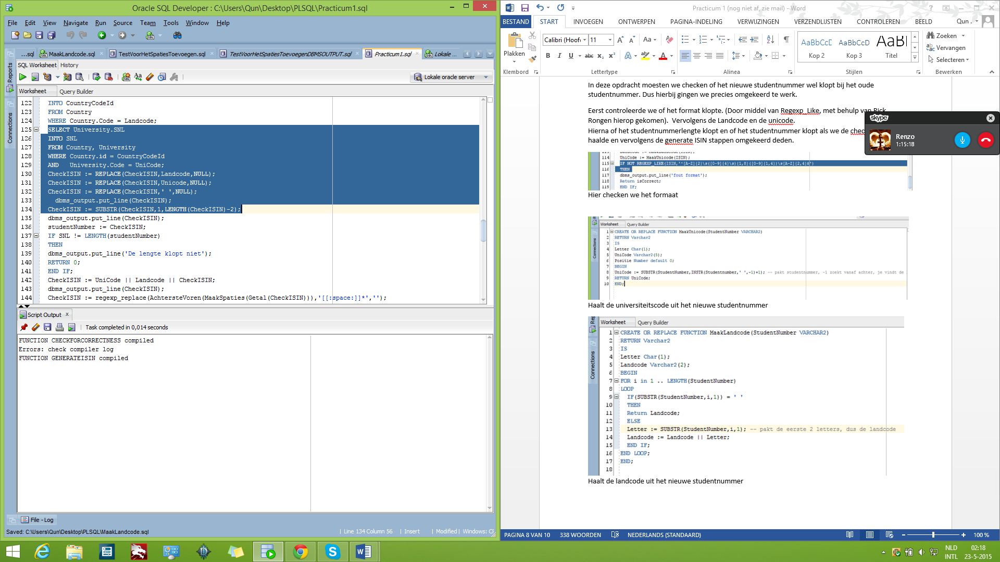 Oracle SQL Developer : C:\Users\Qun\Desktop\PLSQL\Practicum1.sql
File Edit View Navigate Run Source Team Tools Window Help
...sql MaakLandcode.sql TestVoorHetSpatiesToevoegen.sql TestVoorHetSpatiesToevoegenDBMSOUTPUT.sql Practicum1.sql Lokale ...
SQL Worksheet History
Lokale oracle server
Worksheet Query Builder
Reports
Connections
122 INTO CountryCodeId
123 FROM Country
124 WHERE Country.Code = Landcode;
125 SELECT University.SNL
126 INTO SNL
127 FROM Country, University
128 WHERE Country.id = CountryCodeId
129 AND   University.Code = UniCode;
130 CheckISIN := REPLACE(CheckISIN,Landcode,NULL);
131 CheckISIN := REPLACE(CheckISIN,Unicode,NULL);
132 CheckISIN := REPLACE(CheckISIN,' ',NULL);
133   dbms_output.put_line(CheckISIN);
134 CheckISIN := SUBSTR(CheckISIN,1,LENGTH(CheckISIN)-2);
135 dbms_output.put_line(CheckISIN);
136 studentNumber := CheckISIN;
137 IF SNL != LENGTH(studentNumber)
138 THEN
139 dbms_output.put_line('De lengte klopt niet');
140 RETURN 0;
141 END IF;
142 CheckISIN := UniCode || Landcode || CheckISIN;
143 dbms_output.put_line(CheckISIN);
144 CheckISIN := regexp_replace(AchtersteVoren(MaakSpaties(Getal(CheckISIN))),'[[:space:]]*','');
Script Output x
Task completed in 0,014 seconds
FUNCTION CHECKFORCORRECTNESS compiled
Errors: check compiler log
FUNCTION GENERATEISIN compiled
File - Log
Saved: C:\Users\Qun\Desktop\PLSQL\MaakLandcode.sql
Line 134 Column 56 Insert Modified Windows: CF
Practicum 1 (nog niet af, zie mail) - Word
BESTAND START INVOEGEN ONTWERPEN PAGINA-INDELING VERWIJZINGEN VERZENDLIJSTEN CONTROLEREN BEELD Qun .
Plakken
Calibri (Hoof 11
AaBbCcD AaBbCcD AaBl
Kop 2 Kop 3 Titel
Zoeken
Vervangen
Selecteren
Klembord Lettertype Alinea Stijlen Bewerken
In deze opdracht moesten we checken of het nieuwe studentnummer wel klopt bij het oude
studentnummer. Dus hierbij gingen we precies omgekeerd te werk.
Eerst controleerde we of het format klopte. (Door middel van Regexp_Like, met behulp van Rick
Rongen hierop gekomen).  Vervolgens de Landcode en de unicode.
Hierna of het studentnummerlengte klopt en of het studentnummer klopt als we de chec
haalde en vervolgens de generate ISIN stappen omgekeerd deden.
skype
Renzo
1:15:18
114 UniCode := MaakUnicode(ISIN);
115 IF NOT REGEXP_LIKE(ISIN,'^[A-Z]{2}\s([0-9]{4}\s){1,8}([0-9]{1,4})\s[A-Z]{2,4}$')
116 THEN
117 dbms_output.put_line('fout format');
118 Return isCorrect;
119 END IF;
Hier checken we het formaat
Worksheet Query Builder
Connections
1 CREATE OR REPLACE FUNCTION MaakUnicode(StudentNumber VARCHAR2)
2 RETURN Varchar2
3 IS
4 Letter Char(1);
5 UniCode Varchar2(5);
6 Positie Number default 0;
7 BEGIN
8 UniCode := SUBSTR(StudentNumber,INSTR(Studentnumber,' ',-1)+1); -- pakt studentnummer, -1 zoekt vanaf achter, je vindt de
9 RETURN UniCode;
10 END;
Haalt de universiteitscode uit het nieuwe studentnummer
Worksheet Query Builder
Connections
1 CREATE OR REPLACE FUNCTION MaakLandcode(StudentNumber VARCHAR2)
2 RETURN Varchar2
3 IS
4 Letter Char(1);
5 Landcode Varchar2(2);
6 BEGIN
7 FOR i in 1 .. LENGTH(StudentNumber)
8 LOOP
9   IF(SUBSTR(StudentNumber,i,1)) = ' '
10   THEN
11   Return Landcode;
12   ELSE
13   Letter := SUBSTR(StudentNumber,i,1); -- pakt de eerste 2 letters, dus de landcode
14   Landcode := Landcode || Letter;
15   END IF;
16 END LOOP;
17 END;
18
Haalt de landcode uit het nieuwe studentnummer
PAGINA 8 VAN 10 338 WOORDEN NEDERLANDS (STANDAARD) 100 %
NLD 02:18
INTL 23-5-2015